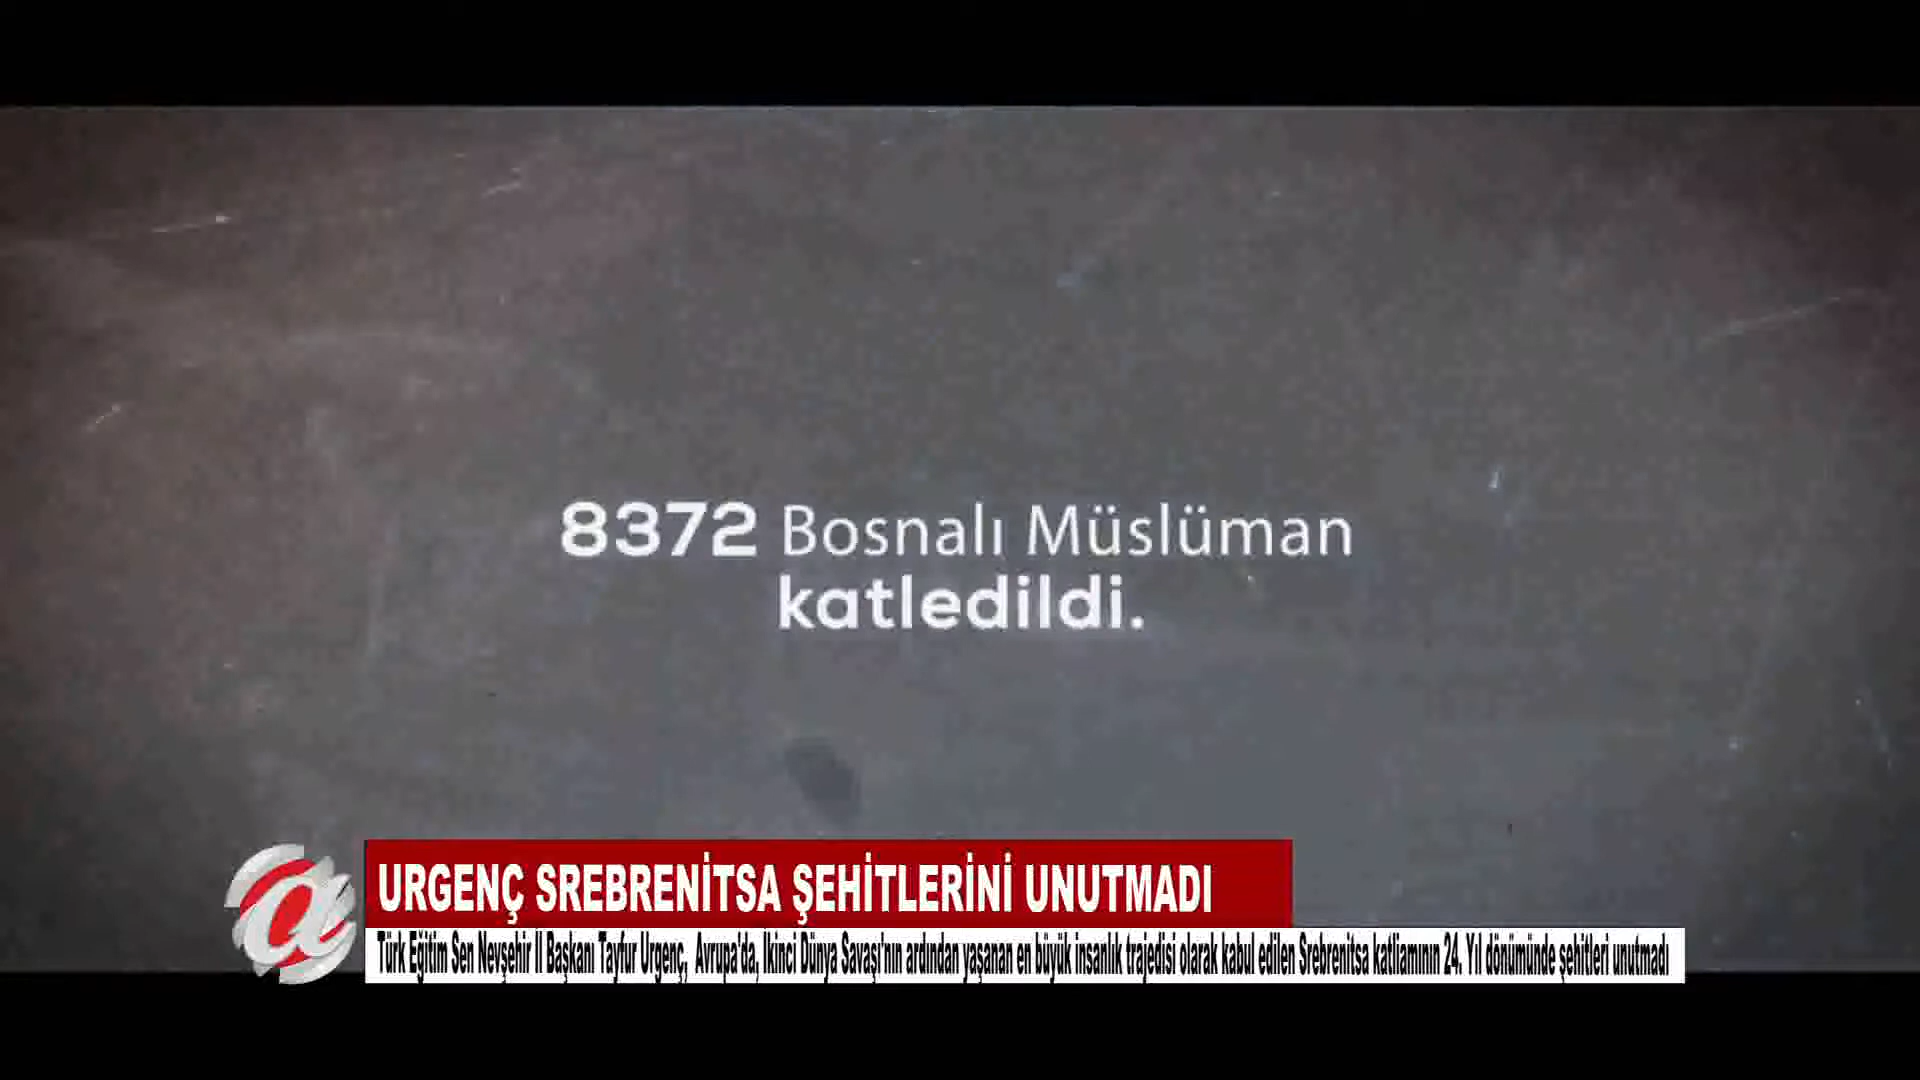 8372 Bosnalı Müslüman
katledildi.
URGENÇ SREBRENİTSA ŞEHİTLERİNİ UNUTMADI
Türk Eğitim Sen Nevşehir İl Başkanı Tayfur Urgenç, Avrupa'da, İkinci Dünya Savaşı'nın ardından yaşanan en büyük insanlık trajedisi olarak kabul edilen Srebrenitsa katliamının 24. Yıl dönümünde şehitleri unutmadı